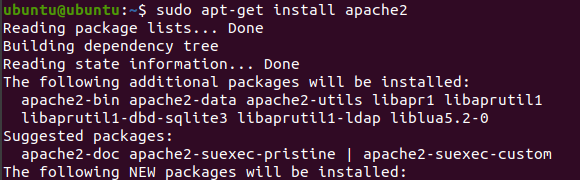 ubuntu@ubuntu:~$ sudo apt-get install apache2
Reading package lists... Done
Building dependency tree
Reading state information... Done
The following additional packages will be installed:
  apache2-bin apache2-data apache2-utils libapr1 libaprutil1
  libaprutil1-dbd-sqlite3 libaprutil1-ldap liblua5.2-0
Suggested packages:
  apache2-doc apache2-suexec-pristine | apache2-suexec-custom
The following NEW packages will be installed: